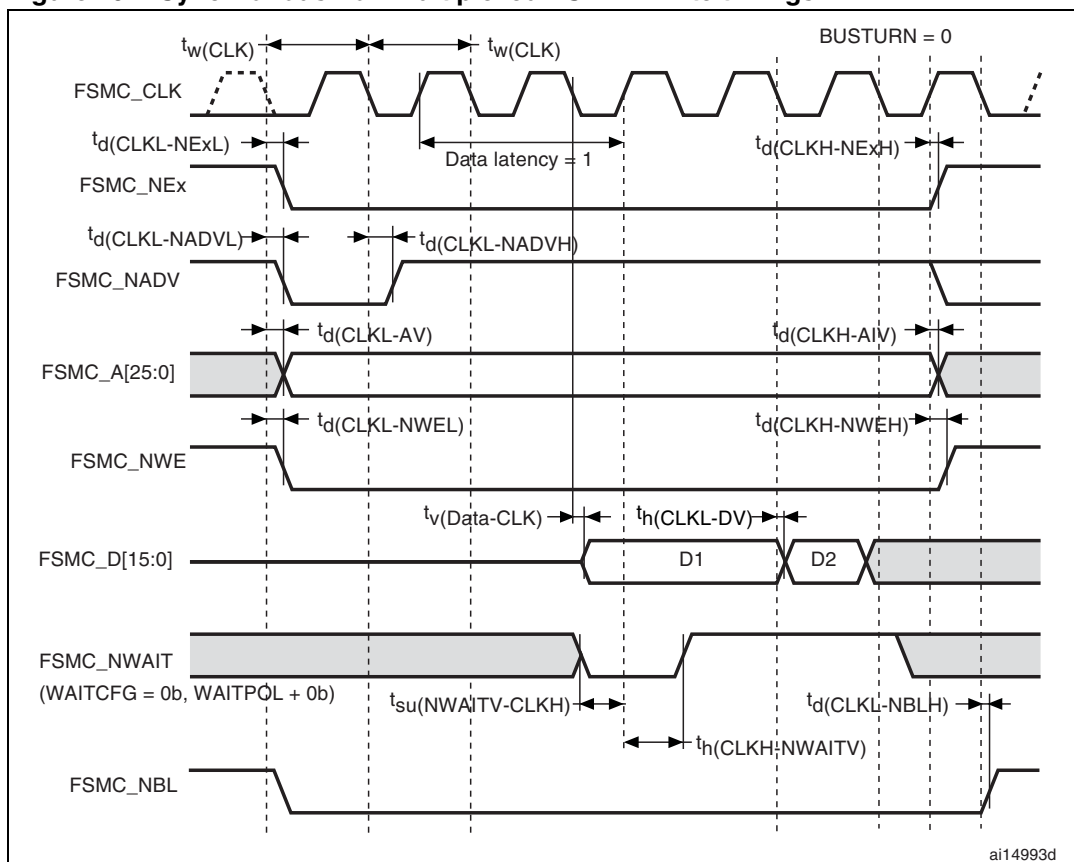 tw(CLK)
tw(CLK)
BUSTURN = 0
FSMC_CLK
td(CLKL-NExL)
Data latency = 1
td(CLKH-NExH)
FSMC_NEx
td(CLKL-NADVL)
td(CLKL-NADVH)
FSMC_NADV
td(CLKL-AV)
td(CLKH-AIV)
FSMC_A[25:0]
td(CLKL-NWEL)
td(CLKH-NWEH)
FSMC_NWE
tv(Data-CLK)
th(CLKL-DV)
FSMC_D[15:0]
D1
D2
FSMC_NWAIT
(WAITCFG = 0b, WAITPOL + 0b)
tsu(NWAITV-CLKH)
td(CLKL-NBLH)
th(CLKH-NWAITV)
FSMC_NBL
ai14993d